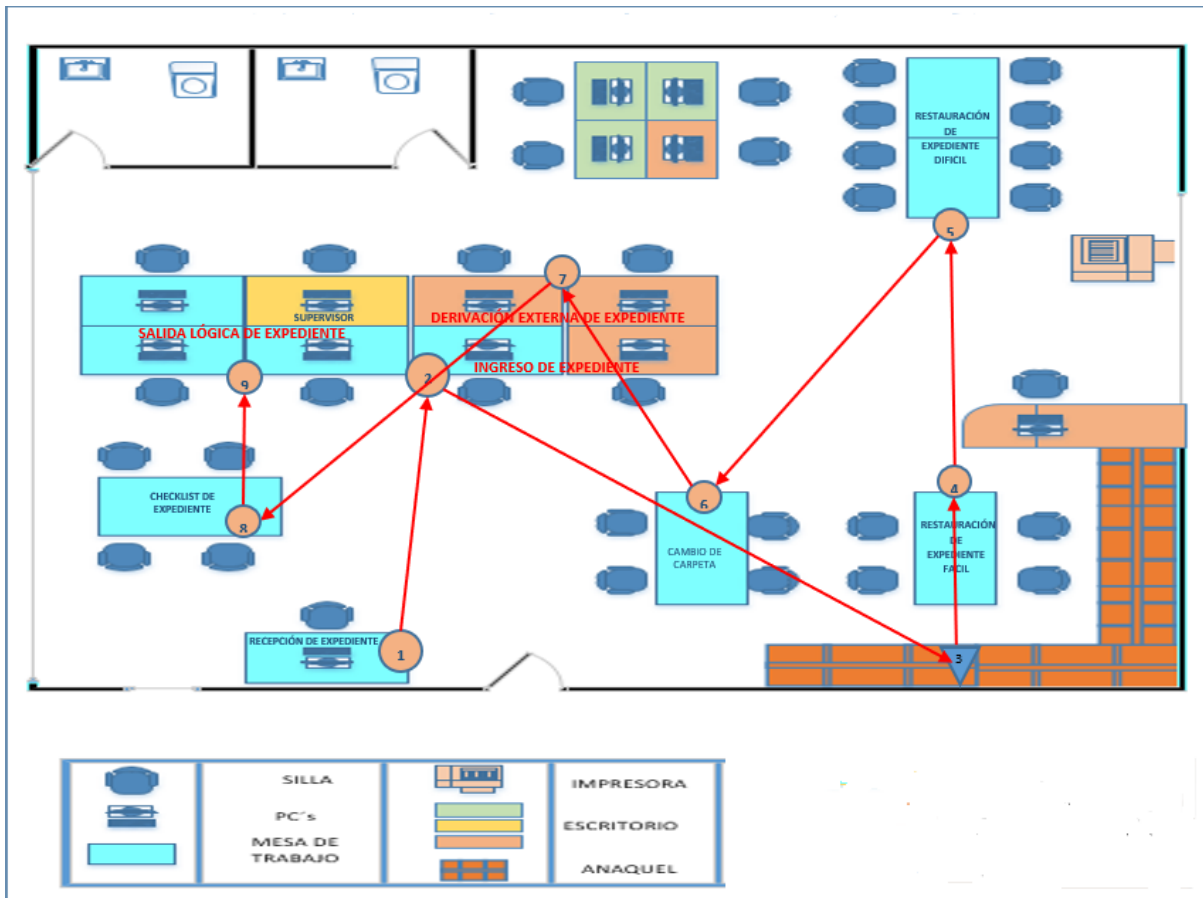 RESTAURACIÓN
DE
EXPEDIENTE
DIFICIL
5
7
SUPERVISOR
DERIVACIÓN EXTERNA DE EXPEDIENTE
SALIDA LÓGICA DE EXPEDIENTE
INGRESO DE EXPEDIENTE
9
2
CHECKLIST DE
EXPEDIENTE
8
6
4
CAMBIO DE
CARPETA
RESTAURACIÓN
DE
EXPEDIENTE
FACIL
RECEPCIÓN DE EXPEDIENTE
1
3
SILLA
IMPRESORA
PC´s
ESCRITORIO
MESA DE
TRABAJO
ANAQUEL